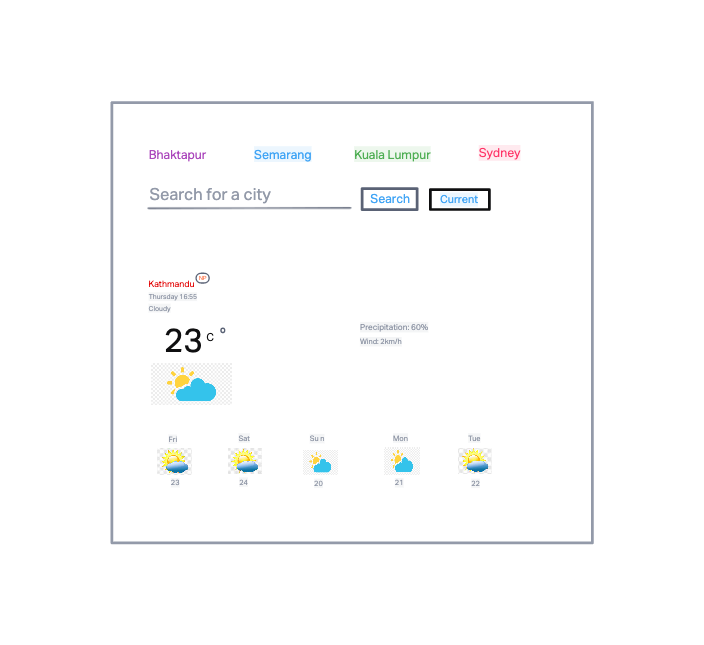 Bhaktapur Semarang Kuala Lumpur Sydney
Search for a city Search Current
Kathmandu NP
Thursday 16:55
Cloudy
23 C °
Precipitation: 60%
Wind: 2km/h
Fri Sat Sun Mon Tue
23 24 20 21 22